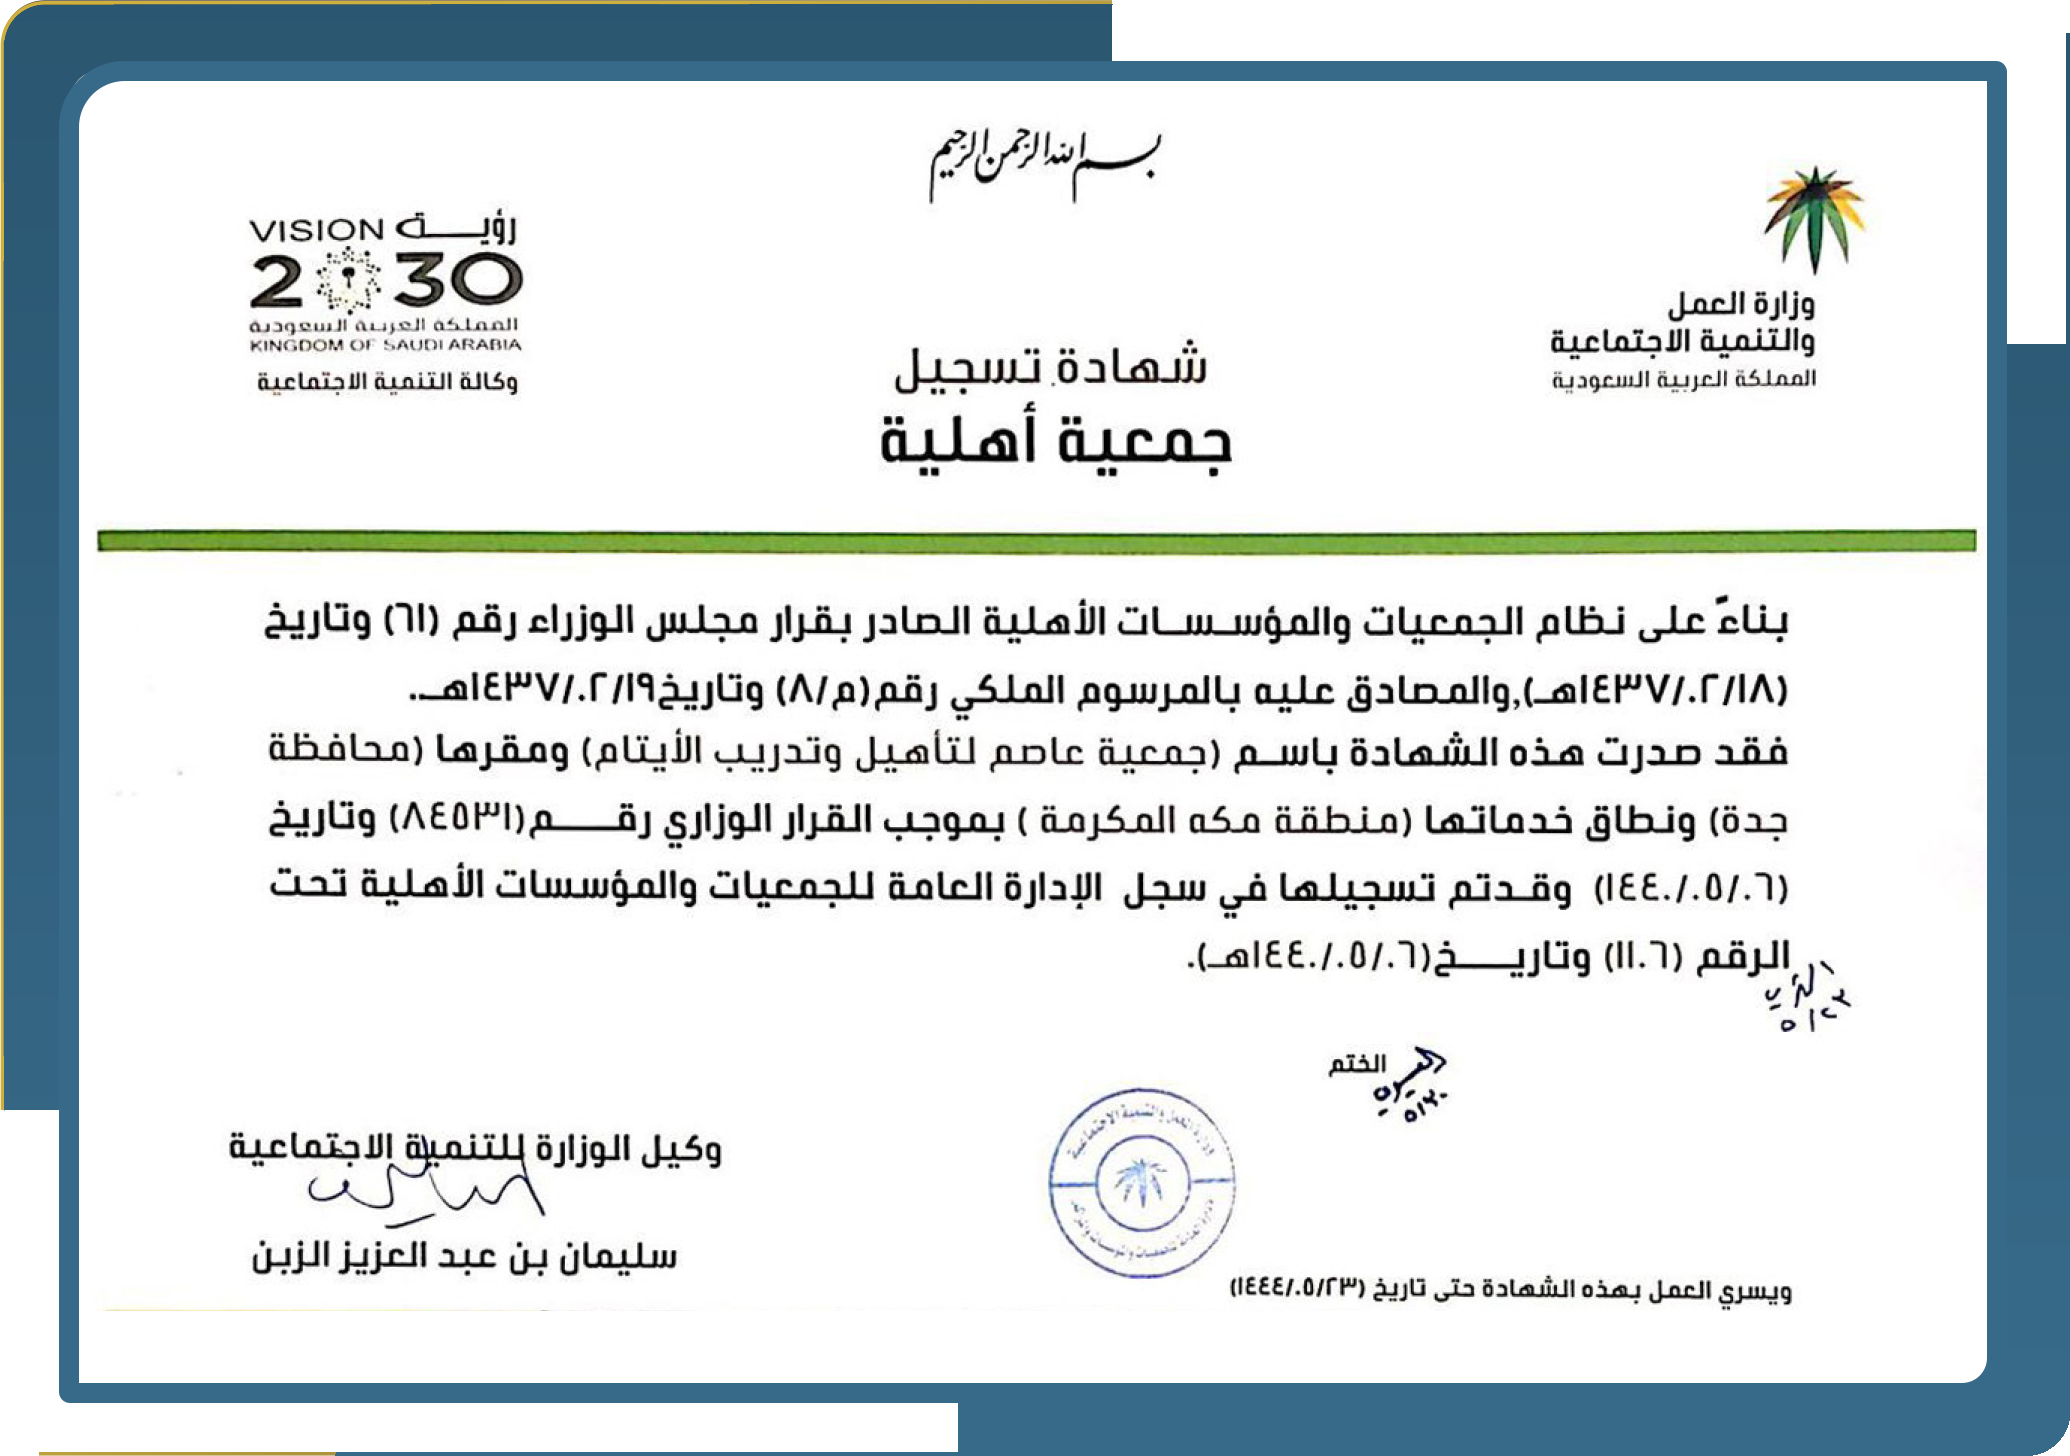 بسم الله الرحمن الرحيم
وزارة العمل
والتنمية الاجتماعية
المملكة العربية السعودية
VISION رؤيـــة
2030
المملكة العربية السعودية
KINGDOM OF SAUDI ARABIA
وكالة التنمية الاجتماعية
شهادة تسجيل
جمعية أهلية
بناءً على نظام الجمعيات والمؤسسات الأهلية الصادر بقرار مجلس الوزراء رقم (٦١) وتاريخ
(١٤٣٧/٠٢/١٨هـ),والمصادق عليه بالمرسوم الملكي رقم(م/٨) وتاريخ١٤٣٧/٠٢/١٩هـ..
فقد صدرت هذه الشهادة باسم (جمعية عاصم لتأهيل وتدريب الأيتام) ومقرها (محافظة
جدة) ونطاق خدماتها (منطقة مكه المكرمة ) بموجب القرار الوزاري رقم(٨٤٥٣١) وتاريخ
(١٤٤٠/٠٥/٠٦) وقدتم تسجيلها في سجل الإدارة العامة للجمعيات والمؤسسات الأهلية تحت
الرقم (١١٠٦) وتاريخ(١٤٤٠/٠٥/٠٦هـ).
الختم
وكيل الوزارة للتنمية الاجتماعية
سليمان بن عبد العزيز الزبن
ويسري العمل بهذه الشهادة حتى تاريخ (١٤٤٤/٠٥/٢٣)